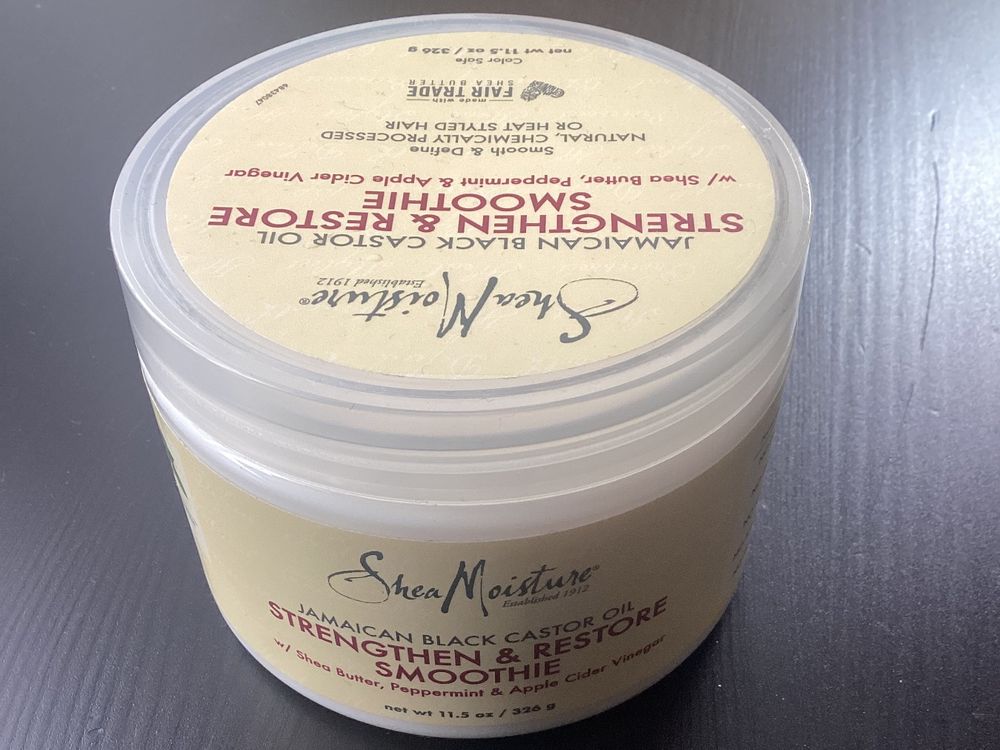 SheaMoisture®
Established 1912
JAMAICAN BLACK CASTOR OIL
STRENGTHEN & RESTORE
SMOOTHIE
w/ Shea Butter, Peppermint & Apple Cider Vinegar
Smooth & Define
NATURAL, CHEMICALLY PROCESSED
OR HEAT STYLED HAIR
made with
FAIR TRADE
SHEA BUTTER
Color Safe
net wt 11.5 oz / 326 g
SheaMoisture®
Established 1912
JAMAICAN BLACK CASTOR OIL
STRENGTHEN & RESTORE
SMOOTHIE
w/ Shea Butter, Peppermint & Apple Cider Vinegar
net wt 11.5 oz / 326 g